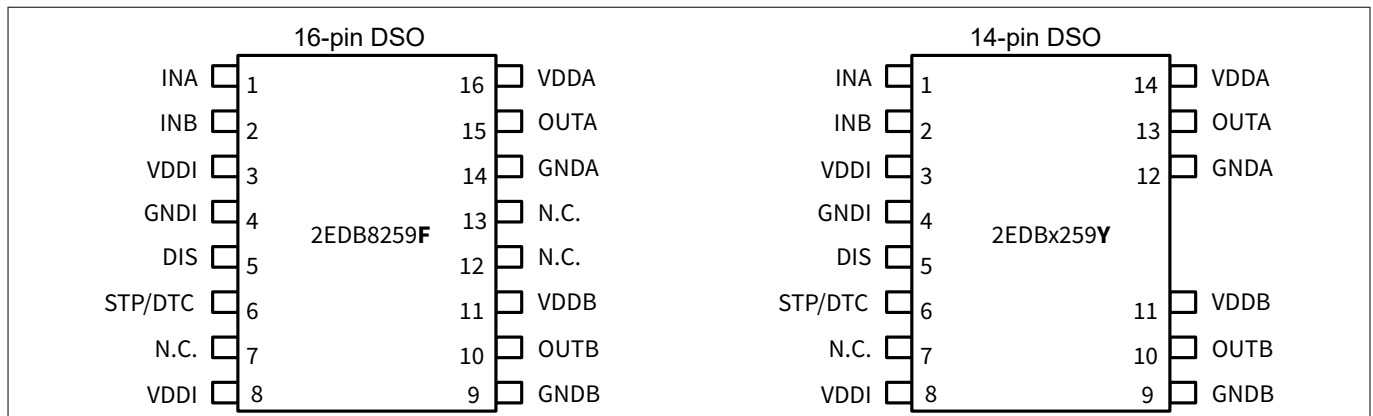 16-pin DSO 14-pin DSO
INA 1 16 VDDA INA 1 14 VDDA
INB 2 15 OUTA INB 2 13 OUTA
VDDI 3 14 GNDA VDDI 3 12 GNDA
GNDI 4 13 N.C. GNDI 4
2EDB8259F 2EDBx259Y
DIS 5 12 N.C. DIS 5
STP/DTC 6 11 VDDB STP/DTC 6 11 VDDB
N.C. 7 10 OUTB N.C. 7 10 OUTB
VDDI 8 9 GNDB VDDI 8 9 GNDB